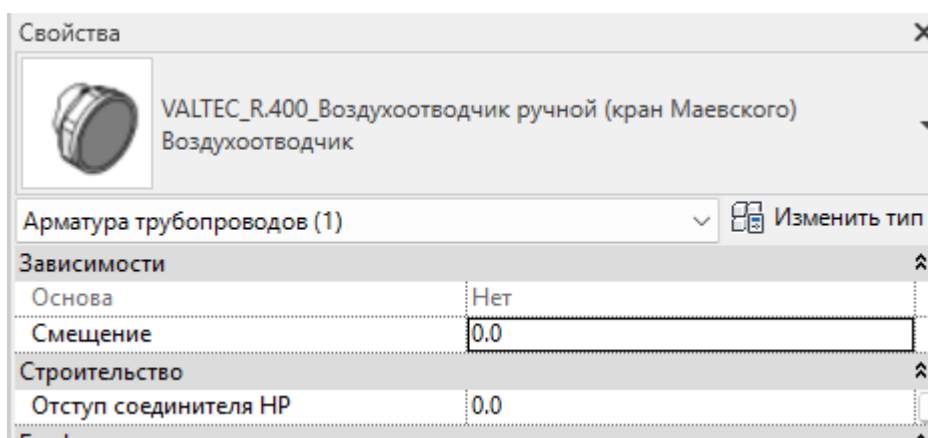 Свойства
VALTEC_R.400_Воздухоотводчик ручной (кран Маевского)
Воздухоотводчик
Арматура трубопроводов (1) Изменить тип
Зависимости
Основа Нет
Смещение 0.0
Строительство
Отступ соединителя НР 0.0